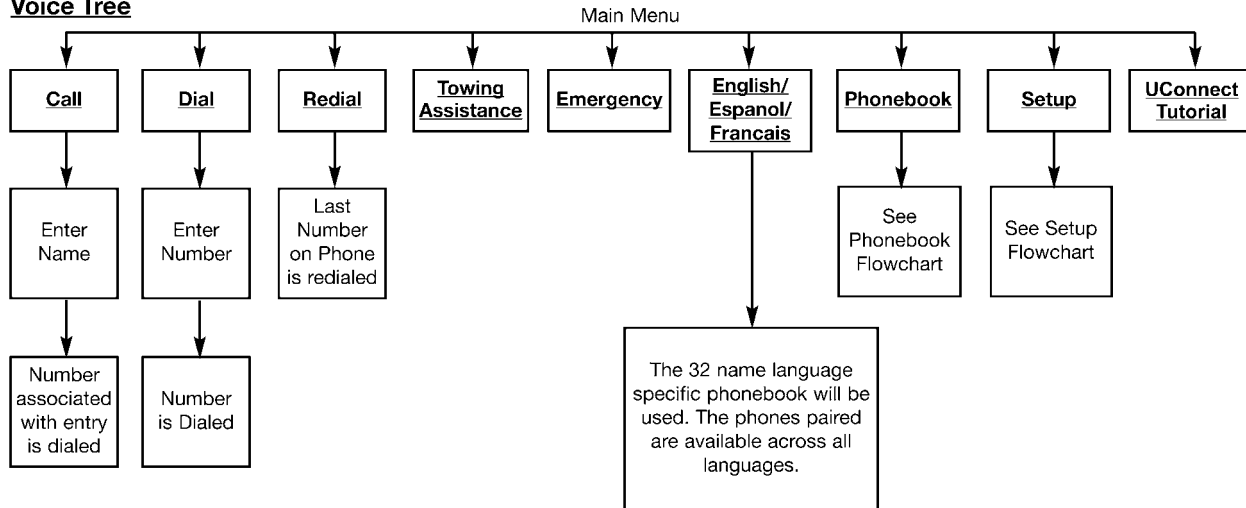 Voice Tree
Main Menu
Call
Dial
Redial
Towing
Assistance
Emergency
English/
Espanol/
Francais
Phonebook
Setup
UConnect
Tutorial
Enter
Name
Enter
Number
Last
Number
on Phone
is redialed
See
Phonebook
Flowchart
See Setup
Flowchart
Number
associated
with entry
is dialed
Number
is Dialed
The 32 name language
specific phonebook will be
used. The phones paired
are available across all
languages.